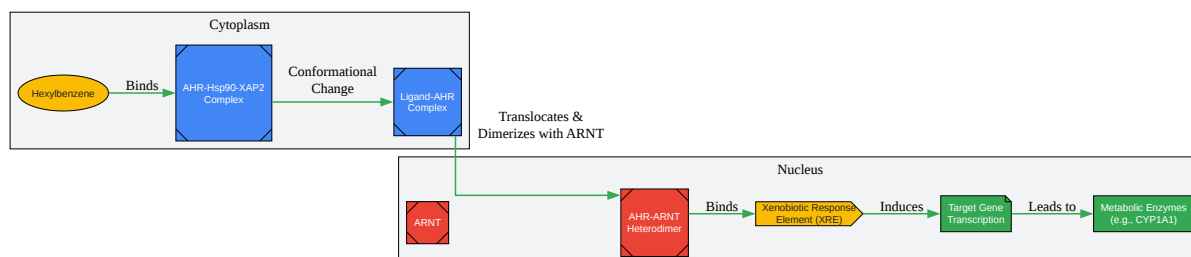 Cytoplasm
Hexylbenzene
Binds
AHR-Hsp90-XAP2
Complex
Conformational
Change
Ligand-AHR
Complex
Translocates &
Dimerizes with ARNT
Nucleus
ARNT
AHR-ARNT
Heterodimer
Binds
Xenobiotic Response
Element (XRE)
Induces
Target Gene
Transcription
Leads to
Metabolic Enzymes
(e.g., CYP1A1)